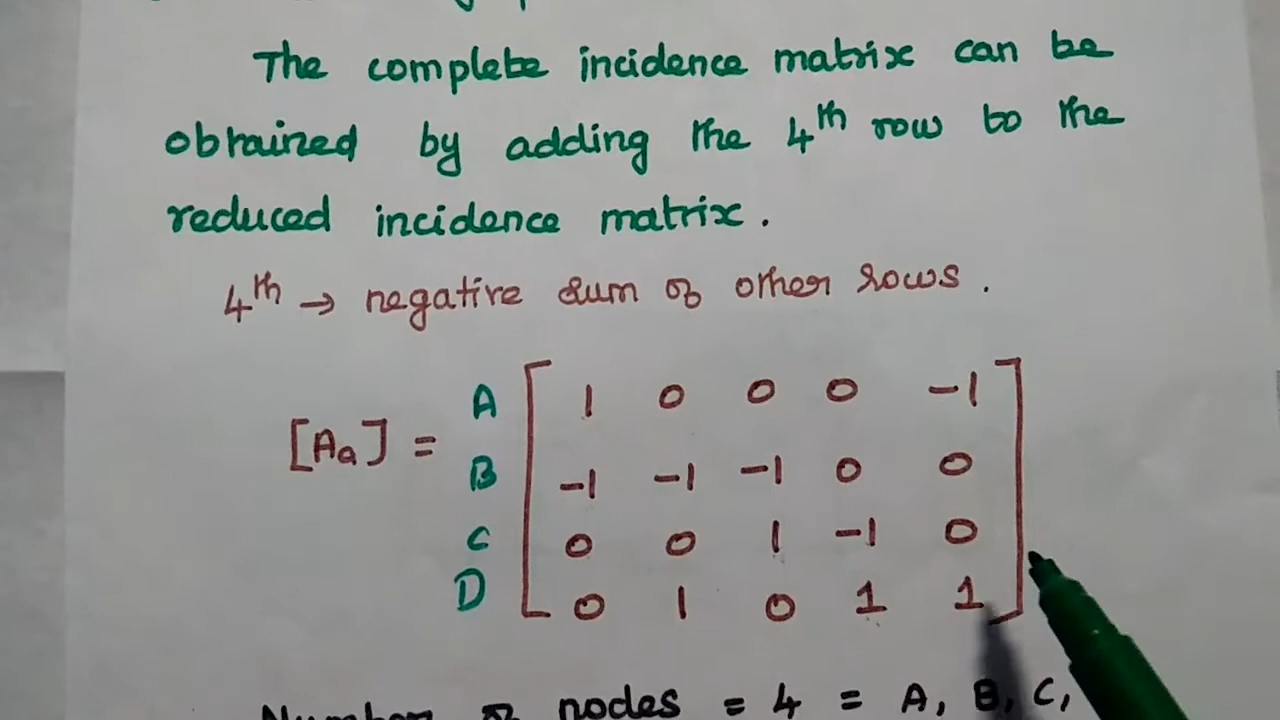 The complete incidence matrix can be
obtained by adding the 4th row to the
reduced incidence matrix.
4th → negative sum of other rows.
[Aa] =
A 1 0 0 0 -1
B -1 -1 -1 0 0
C 0 0 1 -1 0
D 0 1 0 1 1
Number of nodes = 4 = A, B, C,